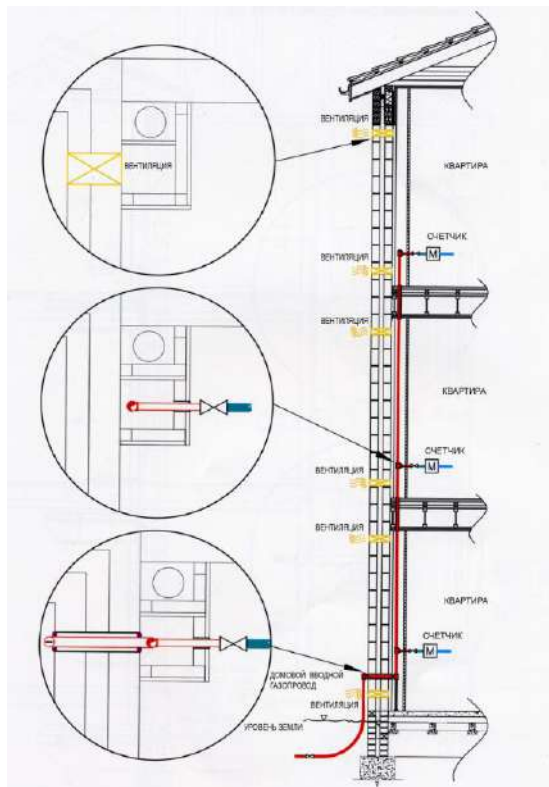 ВЕНТИЛЯЦИЯ
ВЕНТИЛЯЦИЯ
КВАРТИРА
СЧЕТЧИК
М
ВЕНТИЛЯЦИЯ
ВЕНТИЛЯЦИЯ
КВАРТИРА
СЧЕТЧИК
М
ВЕНТИЛЯЦИЯ
ВЕНТИЛЯЦИЯ
КВАРТИРА
СЧЕТЧИК
М
ДОМОВОЙ ВВОДНОЙ
ГАЗОПРОВОД
ВЕНТИЛЯЦИЯ
УРОВЕНЬ ЗЕМЛИ